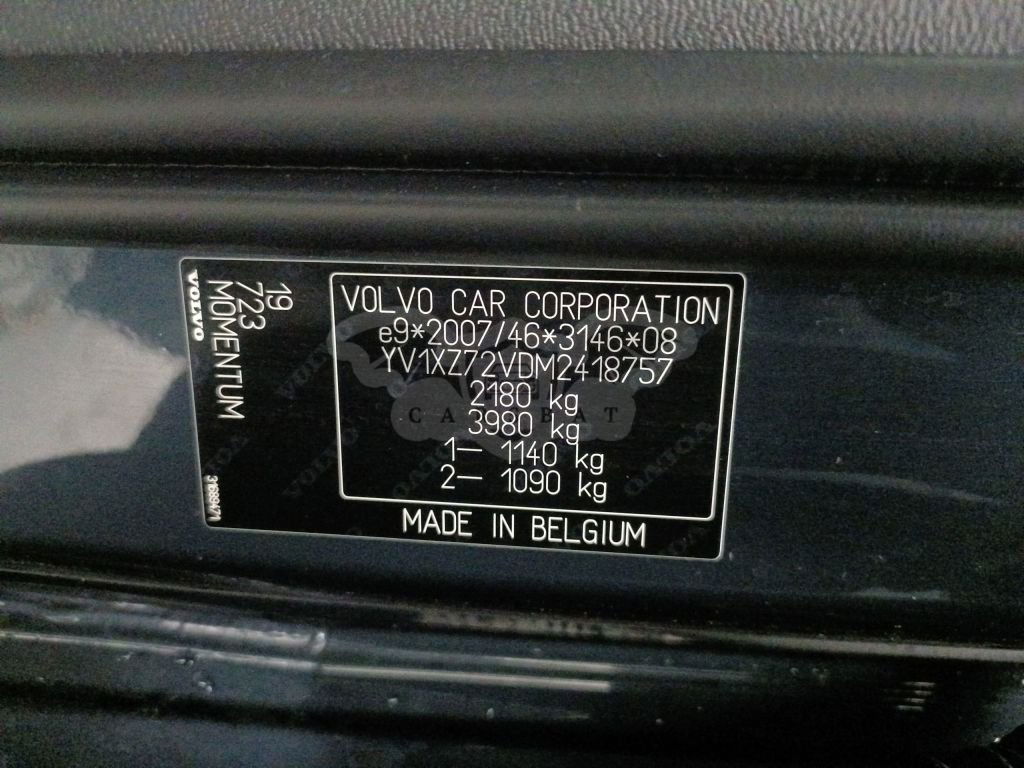 VOLVO
19
723
MOMENTUM
31689471
VOLVO CAR CORPORATION
e9*2007/46*3146*08
YV1XZ72VDM2418757
2180 kg
3980 kg
1– 1140 kg
2– 1090 kg
MADE IN BELGIUM